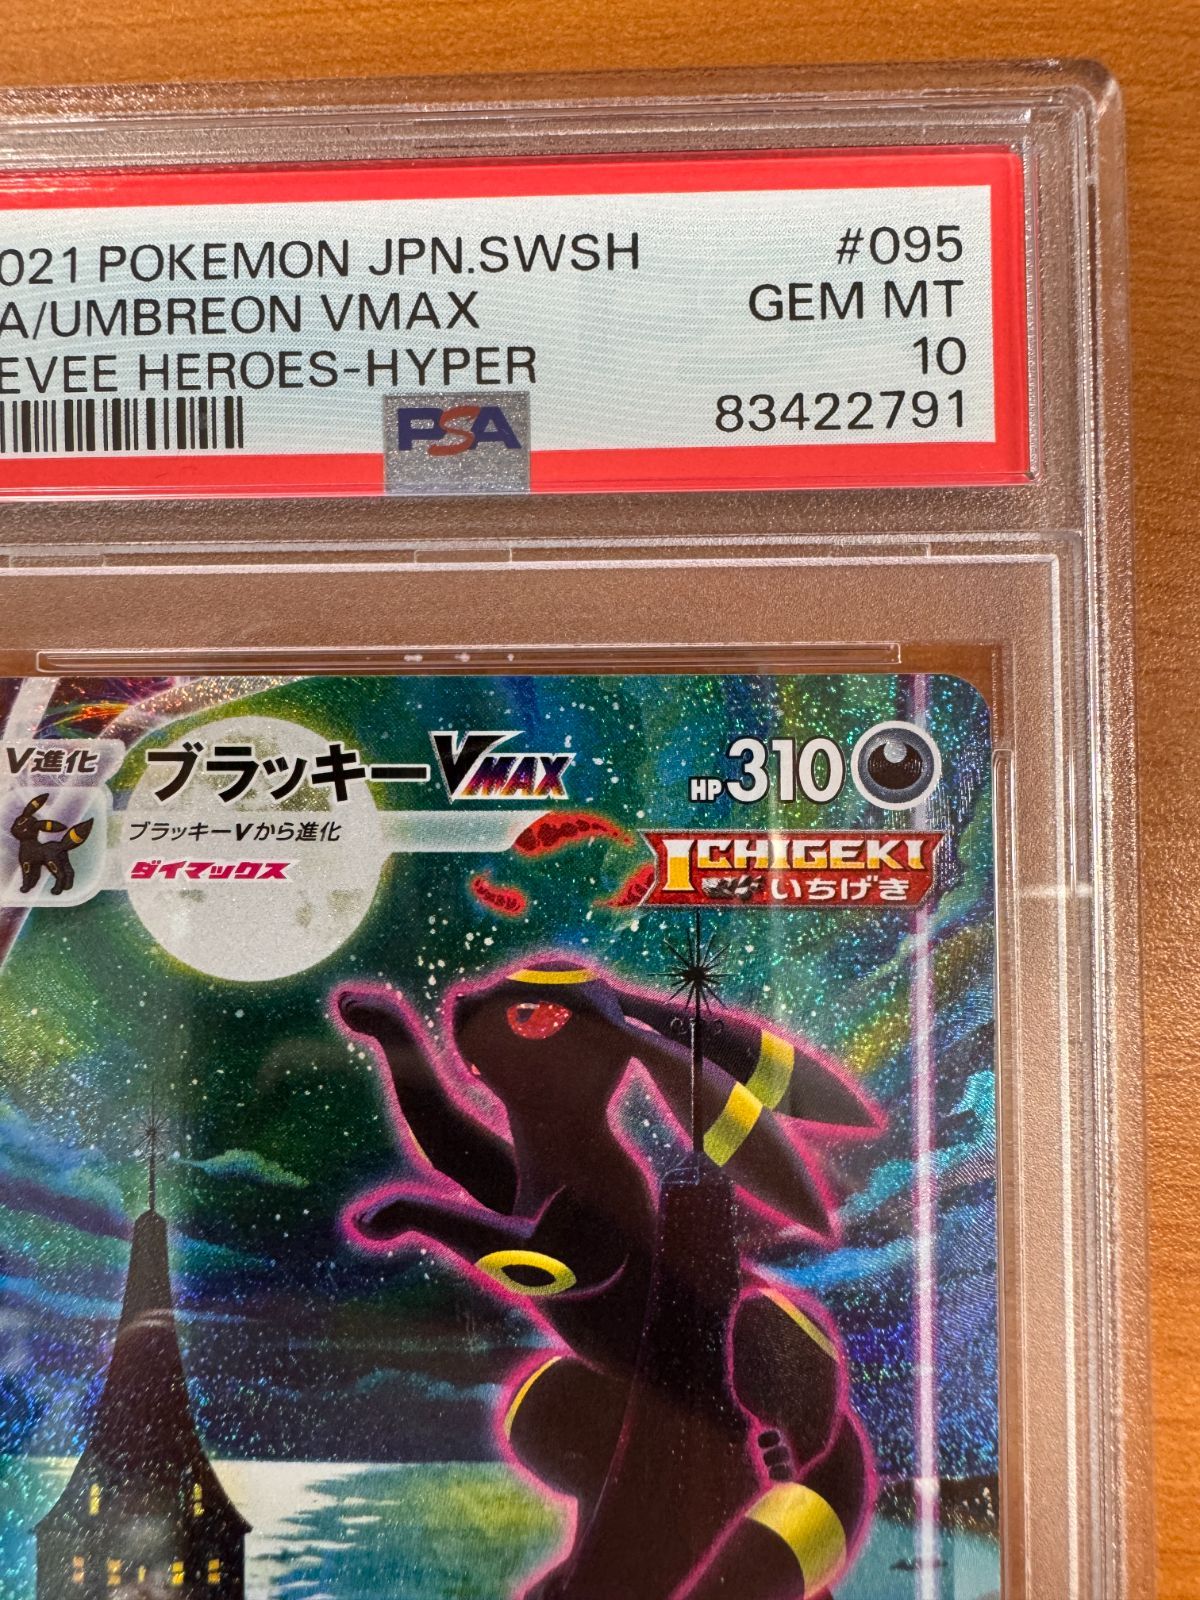 021 POKEMON JPN.SWSH #095
A/UMBREON VMAX GEM MT
EVEE HEROES-HYPER 10
PSA 83422791
V進化 ブラッキーVMAX HP310
ブラッキーVから進化
ダイマックス
ICHIGEKI
いちげき